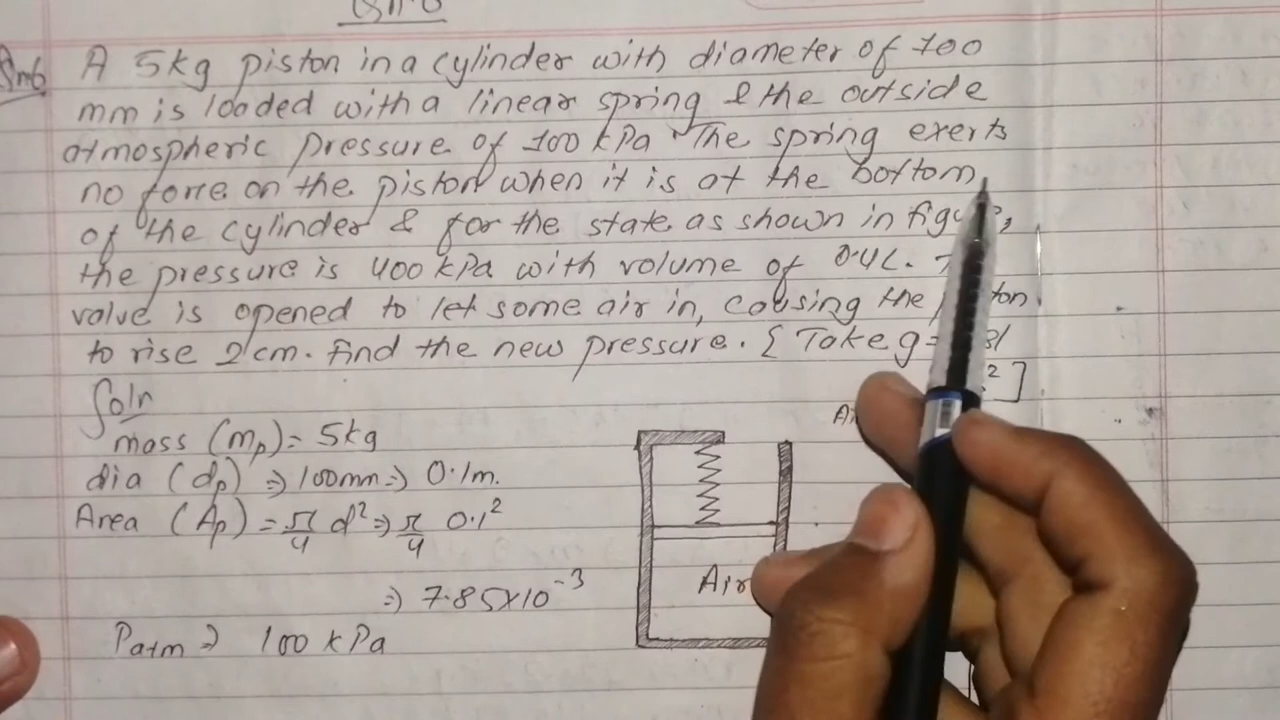 Qn6 A 5kg piston in a cylinder with diameter of 100
mm is loaded with a linear spring & the outside
atmospheric pressure of 100 kPa. The spring exerts
no force on the piston when it is at the bottom
of the cylinder & for the state as shown in
the pressure is 400 kPa with volume of 0.4L.
valve is opened to let some air in, causing the
to rise 2cm. Find the new pressure. [Take g =
²]
Soln
mass (mp) = 5kg
dia (dp) ⇒ 100mm ⇒ 0.1m.
Area (Ap) = π/4 d² ⇒ π/4 0.1²
⇒ 7.85×10⁻³
Patm ⇒ 100 kPa
Air